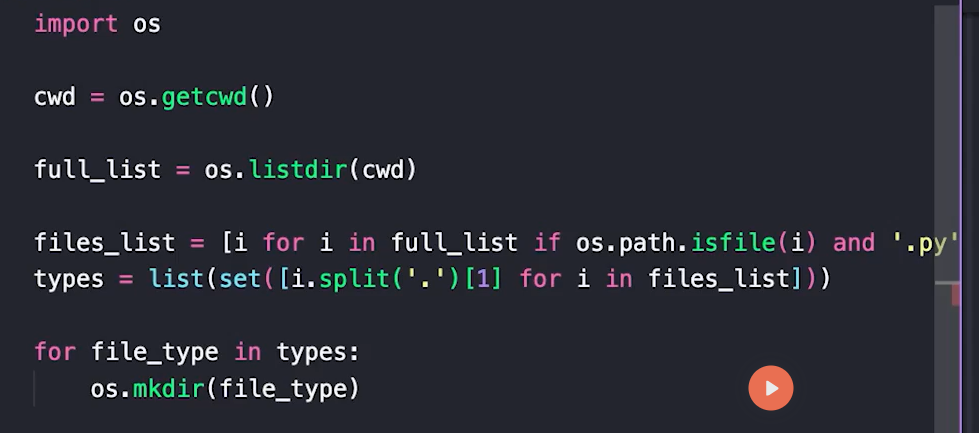 import os
cwd = os.getcwd()
full_list = os.listdir(cwd)
files_list = [i for i in full_list if os.path.isfile(i) and '.py'
types = list(set([i.split('.')[1] for i in files_list]))
for file_type in types:
os.mkdir(file_type)